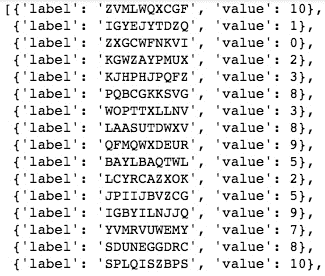 [{'label': 'ZVMLWQXCGF', 'value': 10},
{'label': 'IGYEJYTDZQ', 'value': 1},
{'label': 'ZXGCWFNKVI', 'value': 0},
{'label': 'KGWZAYPMUX', 'value': 2},
{'label': 'KJHPHJPQFZ', 'value': 3},
{'label': 'PQBCGKKSVG', 'value': 8},
{'label': 'WOPTTXLLNV', 'value': 3},
{'label': 'LAASUTDWXV', 'value': 8},
{'label': 'QFMQWXDEUR', 'value': 9},
{'label': 'BAYLBAQTWL', 'value': 5},
{'label': 'LCYRCAZXOK', 'value': 2},
{'label': 'JPIIJBVZCG', 'value': 5},
{'label': 'IGBYILNJJQ', 'value': 9},
{'label': 'YVMRVUWEMY', 'value': 7},
{'label': 'SDUNEGGDRC', 'value': 8},
{'label': 'SPLQISZBPS', 'value': 10},